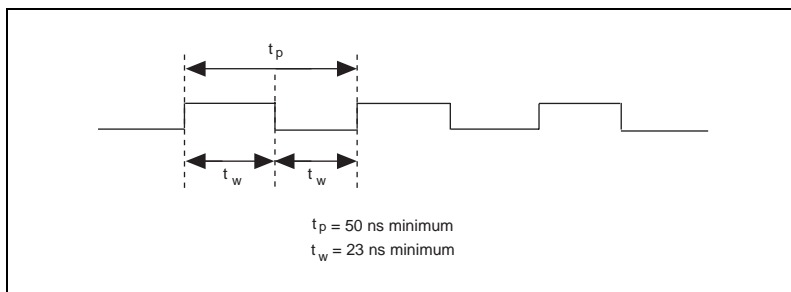 t p
t w t w
t p = 50 ns minimum
t w = 23 ns minimum